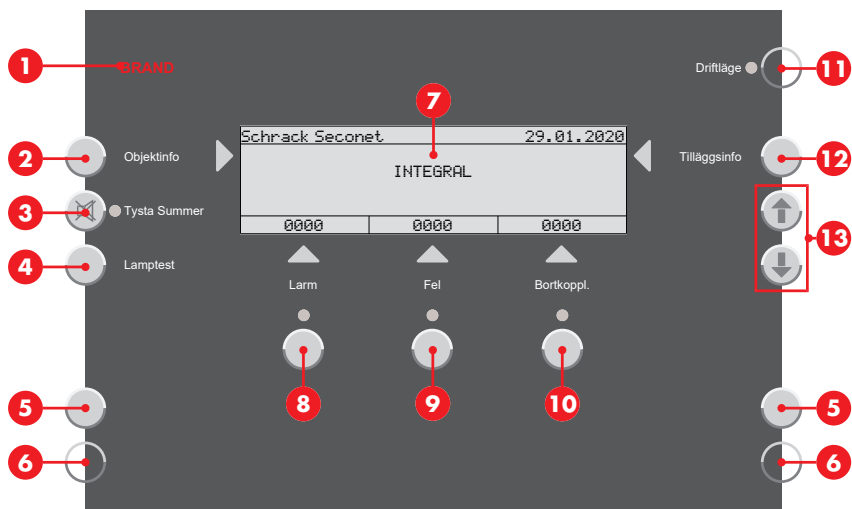 1 BRAND
Driftläge 11
7
Schrack Seconet 29.01.2020
2 Objektinfo
Tilläggsinfo 12
INTEGRAL
3 Tysta Summer
13
0000 0000 0000
4 Lamptest
Larm Fel Bortkoppl.
8 9 10
5 5
6 6